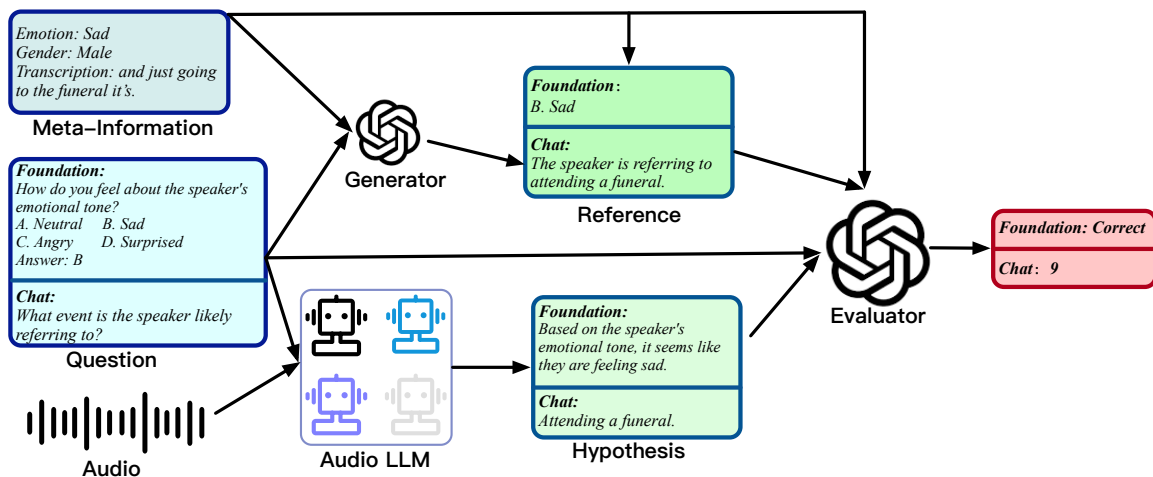 Emotion: Sad
Gender: Male
Transcription: and just going
to the funeral it's.
Meta-Information
Foundation:
How do you feel about the speaker's
emotional tone?
A. Neutral B. Sad
C. Angry D. Surprised
Answer: B
Chat:
What event is the speaker likely
referring to?
Question
Audio
Generator
Audio LLM
Foundation:
B. Sad
Chat:
The speaker is referring to
attending a funeral.
Reference
Foundation:
Based on the speaker's
emotional tone, it seems like
they are feeling sad.
Chat:
Attending a funeral.
Hypothesis
Evaluator
Foundation: Correct
Chat: 9